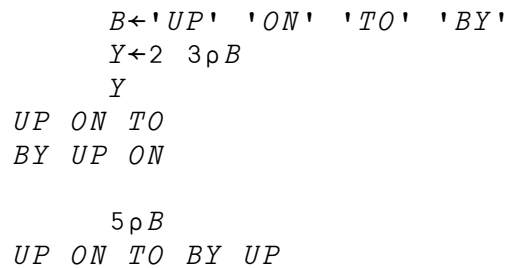 B←'UP' 'ON' 'TO' 'BY'
Y←2 3⍴B
Y
UP ON TO
BY UP ON
5⍴B
UP ON TO BY UP